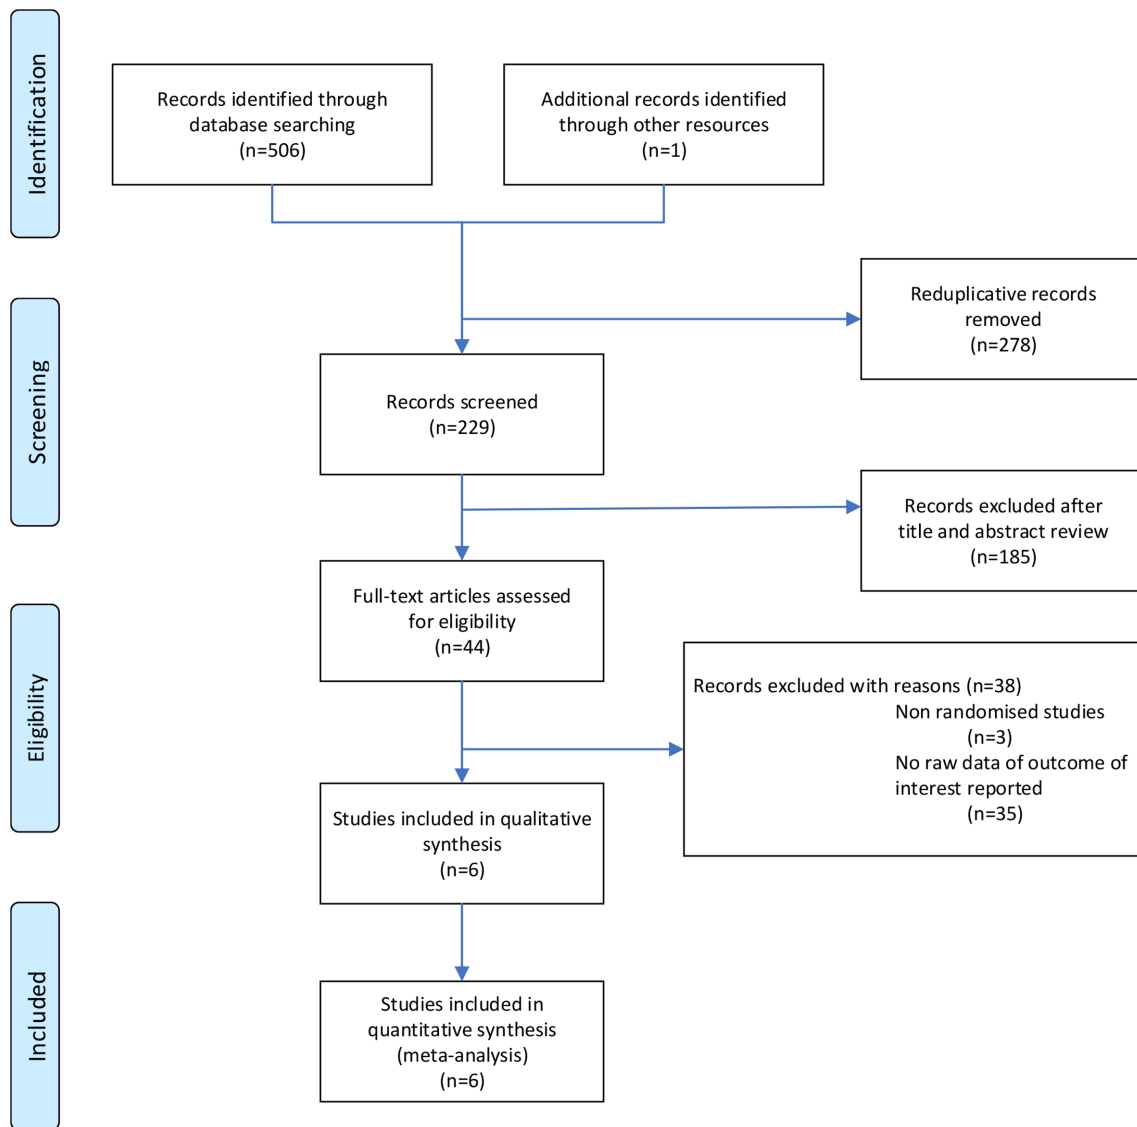 Identification
Records identified through
database searching
(n=506)
Additional records identified
through other resources
(n=1)
Reduplicative records
removed
(n=278)
Screening
Records screened
(n=229)
Records excluded after
title and abstract review
(n=185)
Eligibility
Full-text articles assessed
for eligibility
(n=44)
Records excluded with reasons (n=38)
Non randomised studies
(n=3)
No raw data of outcome of
interest reported
(n=35)
Studies included in qualitative
synthesis
(n=6)
Included
Studies included in
quantitative synthesis
(meta-analysis)
(n=6)